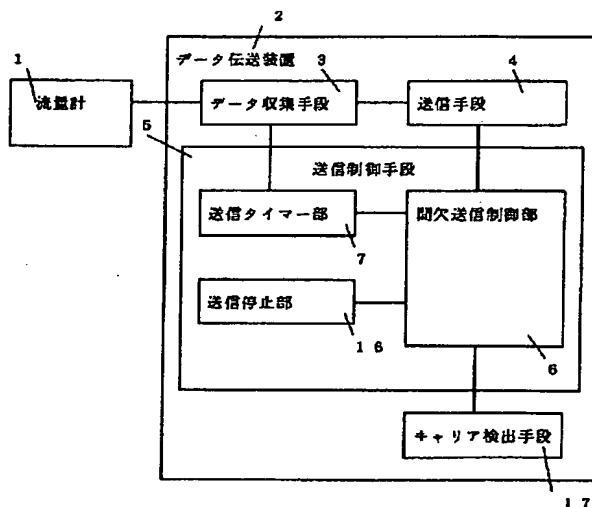 2
データ伝送装置
1
流量計
3
データ収集手段
4
送信手段
5
送信制御手段
送信タイマー部
7
間欠送信制御部
6
送信停止部
16
キャリア検出手段
17